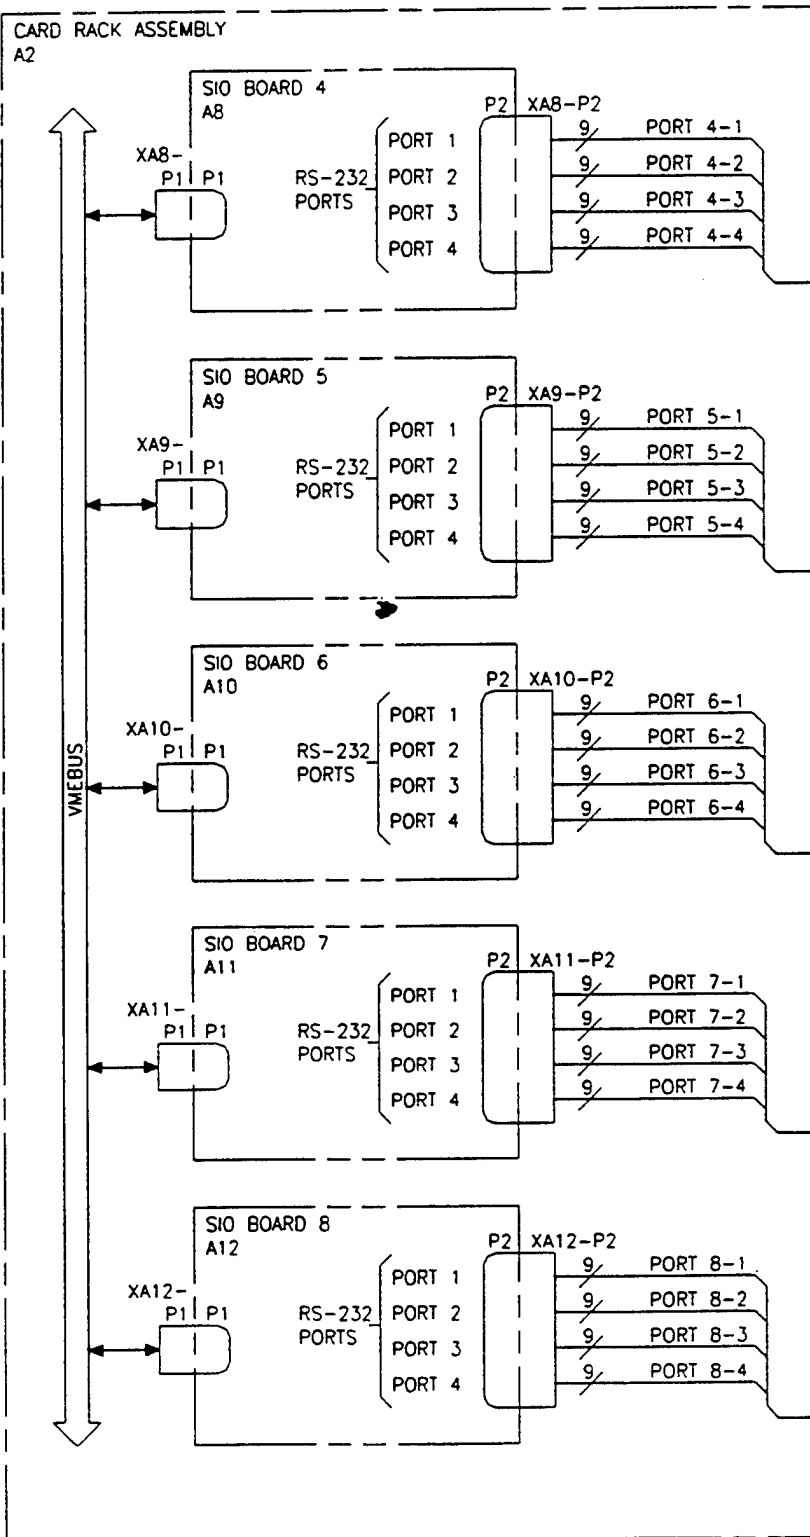 CARD RACK ASSEMBLY
A2
SIO BOARD 4
A8
XA8-
P1 P1
RS-232
PORTS
PORT 1
PORT 2
PORT 3
PORT 4
P2 XA8-P2
9 PORT 4-1
9 PORT 4-2
9 PORT 4-3
9 PORT 4-4
SIO BOARD 5
A9
XA9-
P1 P1
RS-232
PORTS
PORT 1
PORT 2
PORT 3
PORT 4
P2 XA9-P2
9 PORT 5-1
9 PORT 5-2
9 PORT 5-3
9 PORT 5-4
VMEBUS
SIO BOARD 6
A10
XA10-
P1 P1
RS-232
PORTS
PORT 1
PORT 2
PORT 3
PORT 4
P2 XA10-P2
9 PORT 6-1
9 PORT 6-2
9 PORT 6-3
9 PORT 6-4
SIO BOARD 7
A11
XA11-
P1 P1
RS-232
PORTS
PORT 1
PORT 2
PORT 3
PORT 4
P2 XA11-P2
9 PORT 7-1
9 PORT 7-2
9 PORT 7-3
9 PORT 7-4
SIO BOARD 8
A12
XA12-
P1 P1
RS-232
PORTS
PORT 1
PORT 2
PORT 3
PORT 4
P2 XA12-P2
9 PORT 8-1
9 PORT 8-2
9 PORT 8-3
9 PORT 8-4